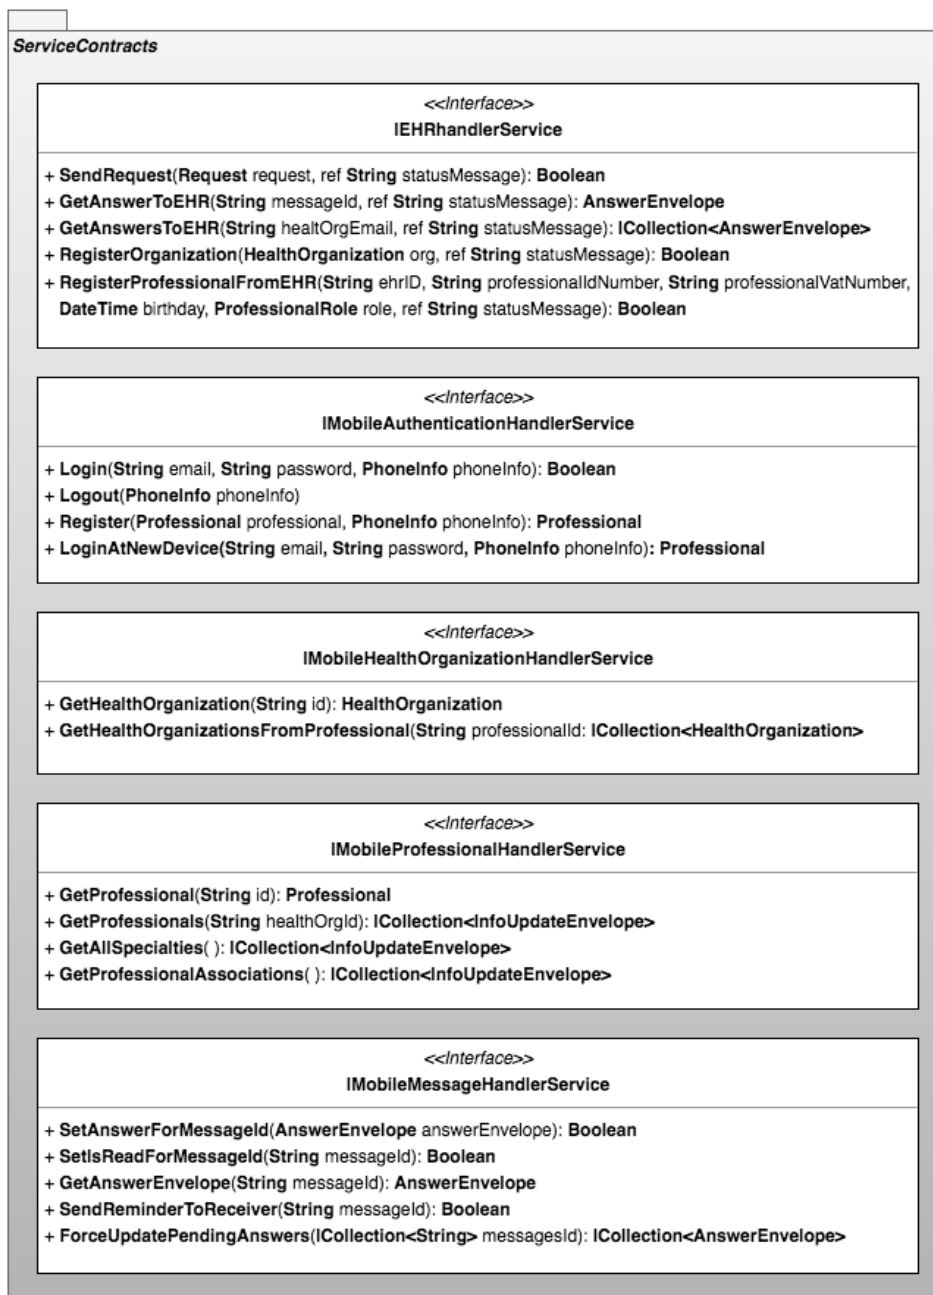 ServiceContracts
<<Interface>>
IEHRhandlerService
+ SendRequest(Request request, ref String statusMessage): Boolean
+ GetAnswerToEHR(String messageId, ref String statusMessage): AnswerEnvelope
+ GetAnswersToEHR(String healtOrgEmail, ref String statusMessage): ICollection<AnswerEnvelope>
+ RegisterOrganization(HealthOrganization org, ref String statusMessage): Boolean
+ RegisterProfessionalFromEHR(String ehrID, String professionalIdNumber, String professionalVatNumber,
DateTime birthday, ProfessionalRole role, ref String statusMessage): Boolean
<<Interface>>
IMobileAuthenticationHandlerService
+ Login(String email, String password, PhoneInfo phoneInfo): Boolean
+ Logout(PhoneInfo phoneInfo)
+ Register(Professional professional, PhoneInfo phoneInfo): Professional
+ LoginAtNewDevice(String email, String password, PhoneInfo phoneInfo): Professional
<<Interface>>
IMobileHealthOrganizationHandlerService
+ GetHealthOrganization(String id): HealthOrganization
+ GetHealthOrganizationsFromProfessional(String professionalId: ICollection<HealthOrganization>
<<Interface>>
IMobileProfessionalHandlerService
+ GetProfessional(String id): Professional
+ GetProfessionals(String healthOrgId): ICollection<InfoUpdateEnvelope>
+ GetAllSpecialties( ): ICollection<InfoUpdateEnvelope>
+ GetProfessionalAssociations( ): ICollection<InfoUpdateEnvelope>
<<Interface>>
IMobileMessageHandlerService
+ SetAnswerForMessageId(AnswerEnvelope answerEnvelope): Boolean
+ SetIsReadForMessageId(String messageId): Boolean
+ GetAnswerEnvelope(String messageId): AnswerEnvelope
+ SendReminderToReceiver(String messageId): Boolean
+ ForceUpdatePendingAnswers(ICollection<String> messagesId): ICollection<AnswerEnvelope>